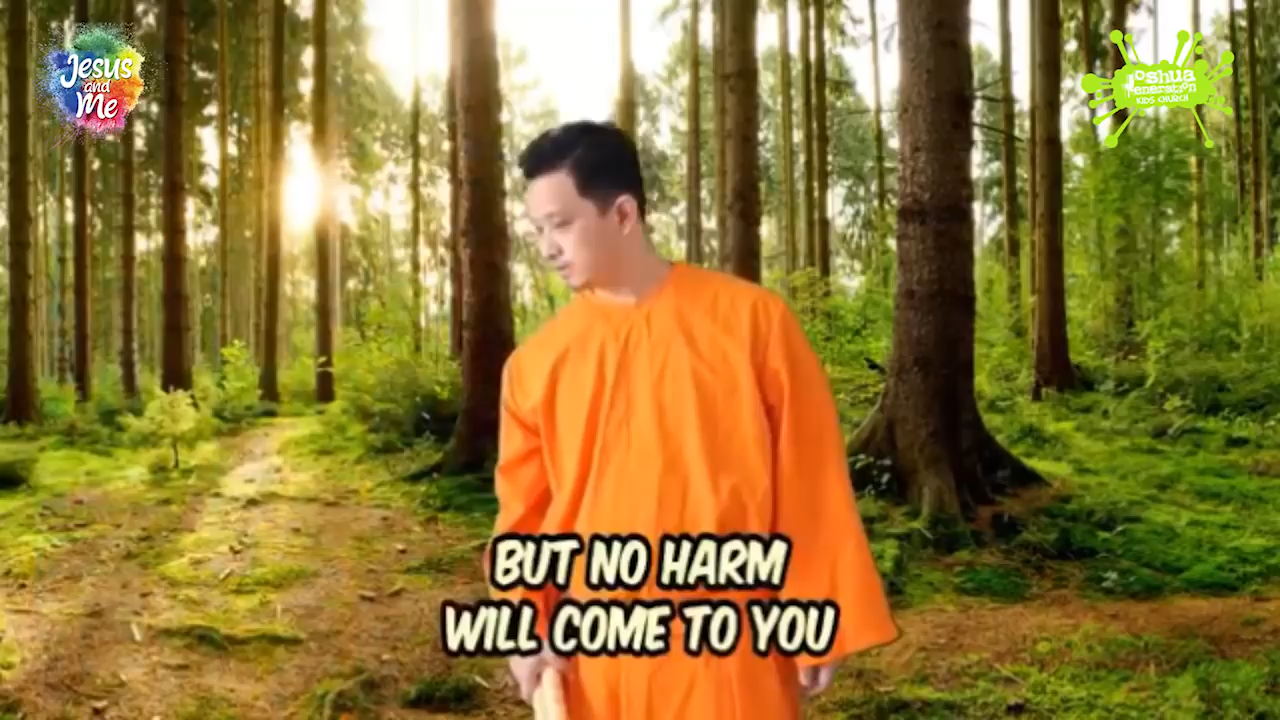 Jesus
and
Me
Joshua
Generation
KIDS CHURCH
BUT NO HARM
WILL COME TO YOU